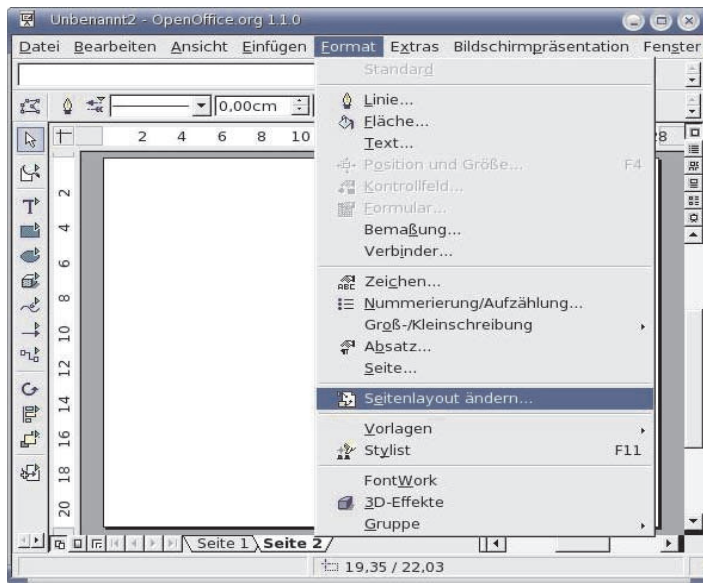 Unbenannt2 - OpenOffice.org 1.1.0
Datei Bearbeiten Ansicht Einfügen Format Extras Bildschirmpräsentation Fenster
Standard
0,00cm
Linie...
Fläche...
2 4 6 8 10
Text...
28
Position und Größe... F4
Kontrollfeld...
Formular...
Bemaßung...
Verbinder...
Zeichen...
Nummerierung/Aufzählung...
Groß-/Kleinschreibung
Absatz...
Seite...
Seitenlayout ändern...
Vorlagen
Stylist F11
FontWork
3D-Effekte
Gruppe
2
4
6
8
10
12
14
16
18
20
Seite 1 Seite 2
19,35 / 22,03